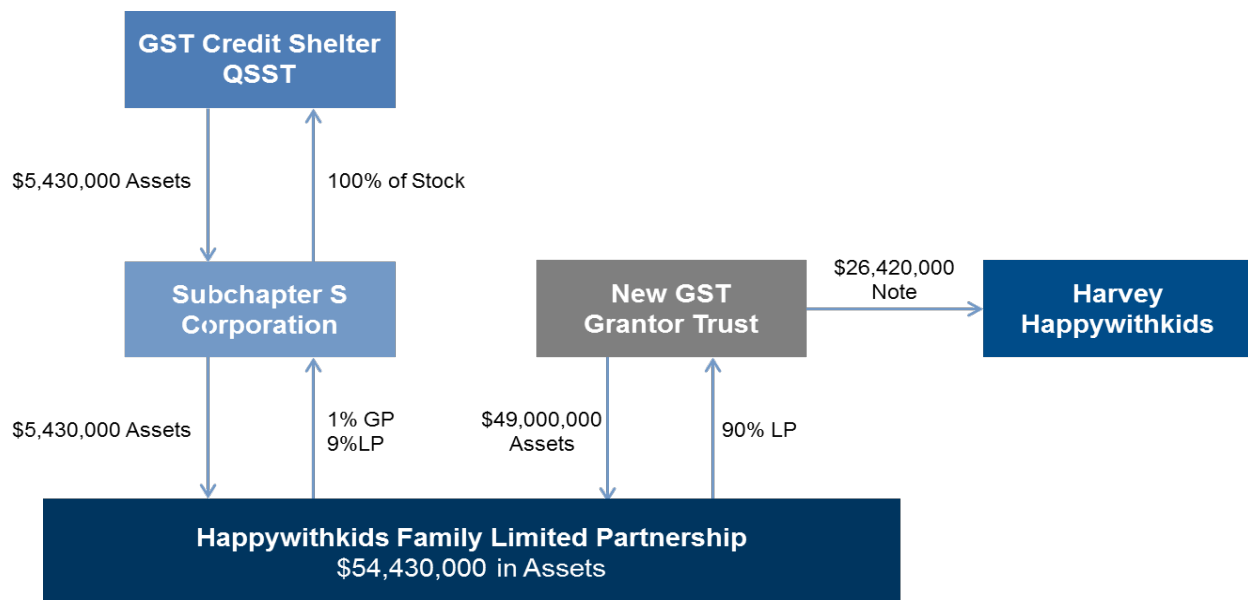 GST Credit Shelter
QSST
$5,430,000 Assets
100% of Stock
Subchapter S
Corporation
New GST
Grantor Trust
$26,420,000
Note
Harvey
Happywithkids
$5,430,000 Assets
1% GP
9%LP
$49,000,000
Assets
90% LP
Happywithkids Family Limited Partnership
$54,430,000 in Assets